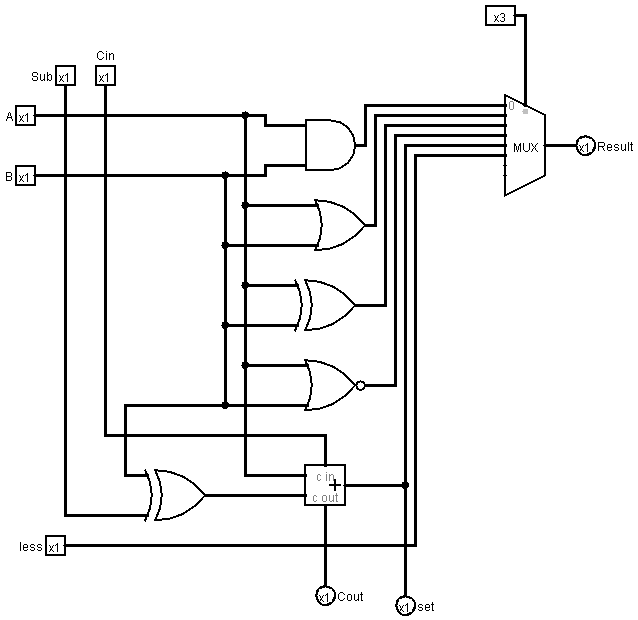 x3
Cin
Sub x1
x1
A x1
0
B x1
MUX
x1 Result
c in
+
c out
less x1
x1 Cout
x1 set